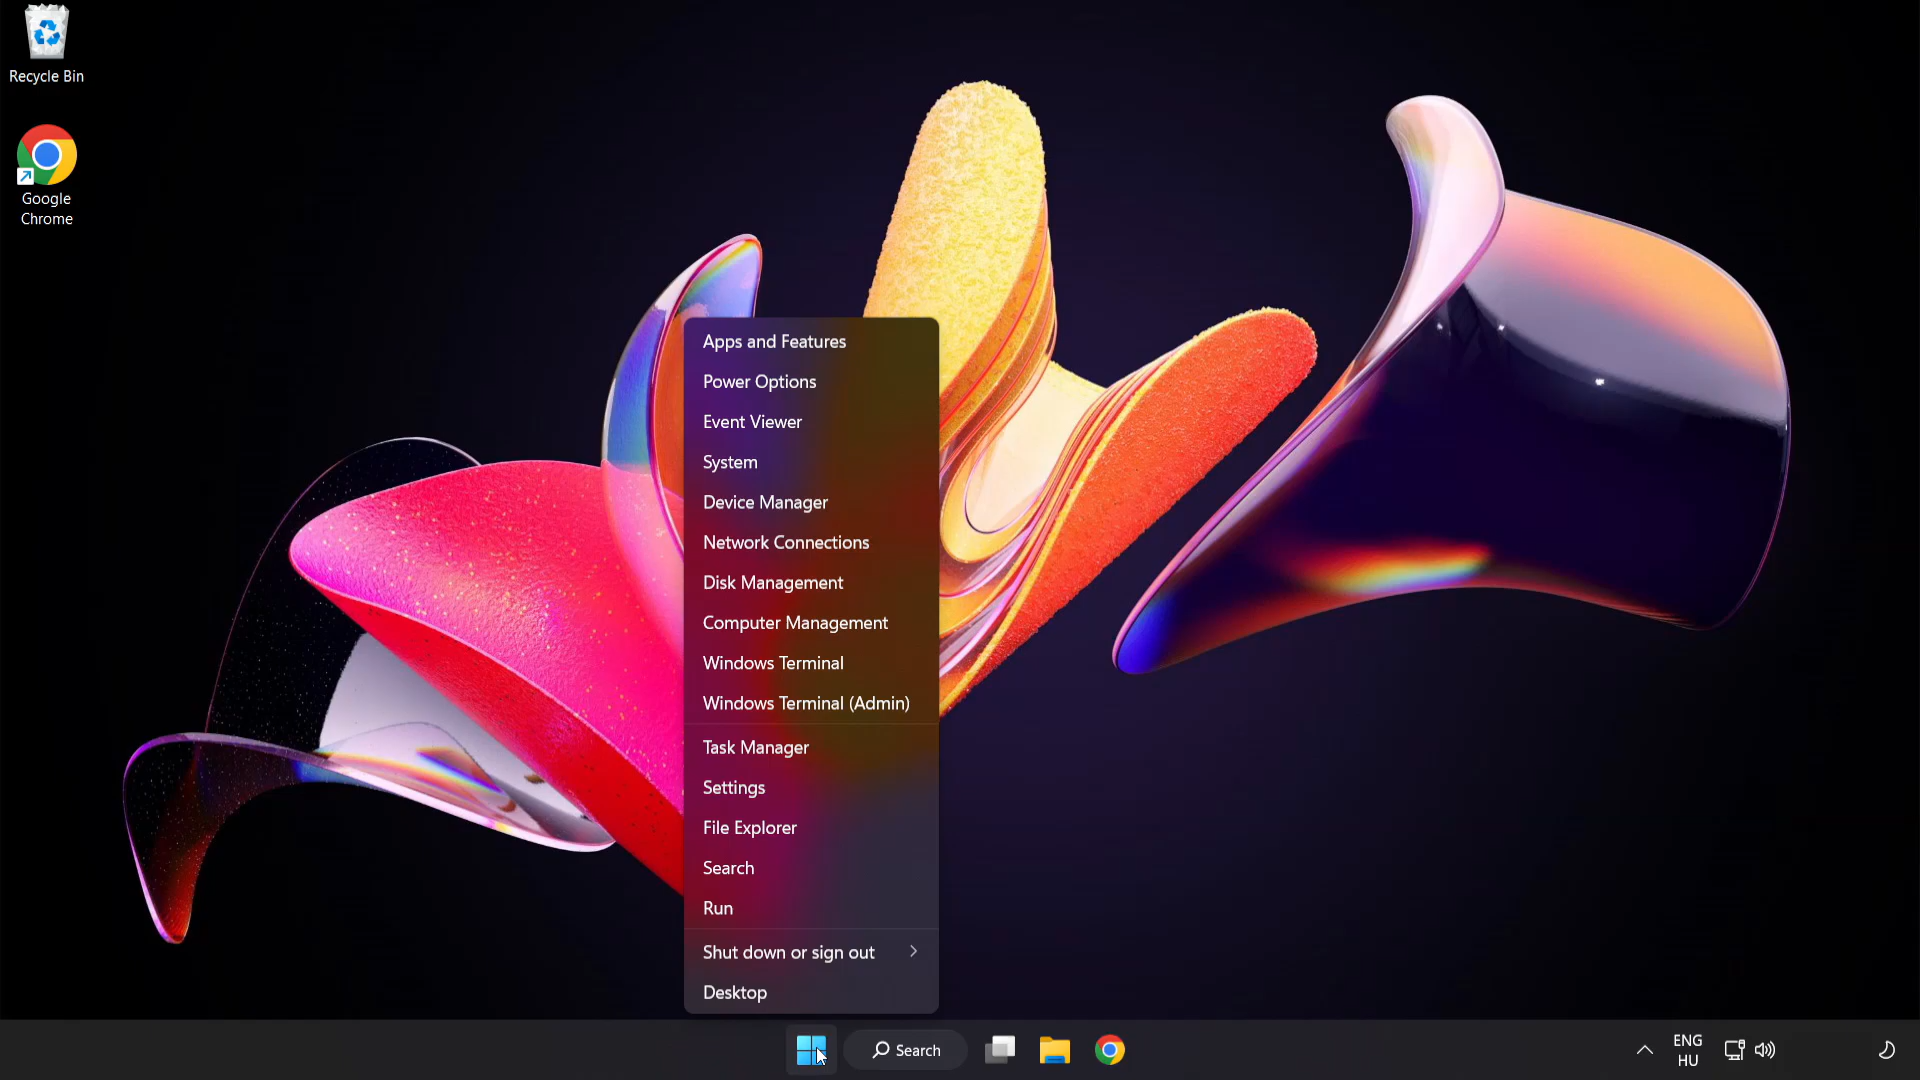 Recycle Bin
Google
Chrome
Apps and Features
Power Options
Event Viewer
System
Device Manager
Network Connections
Disk Management
Computer Management
Windows Terminal
Windows Terminal (Admin)
Task Manager
Settings
File Explorer
Search
Run
Shut down or sign out
Desktop
Search
ENG
HU